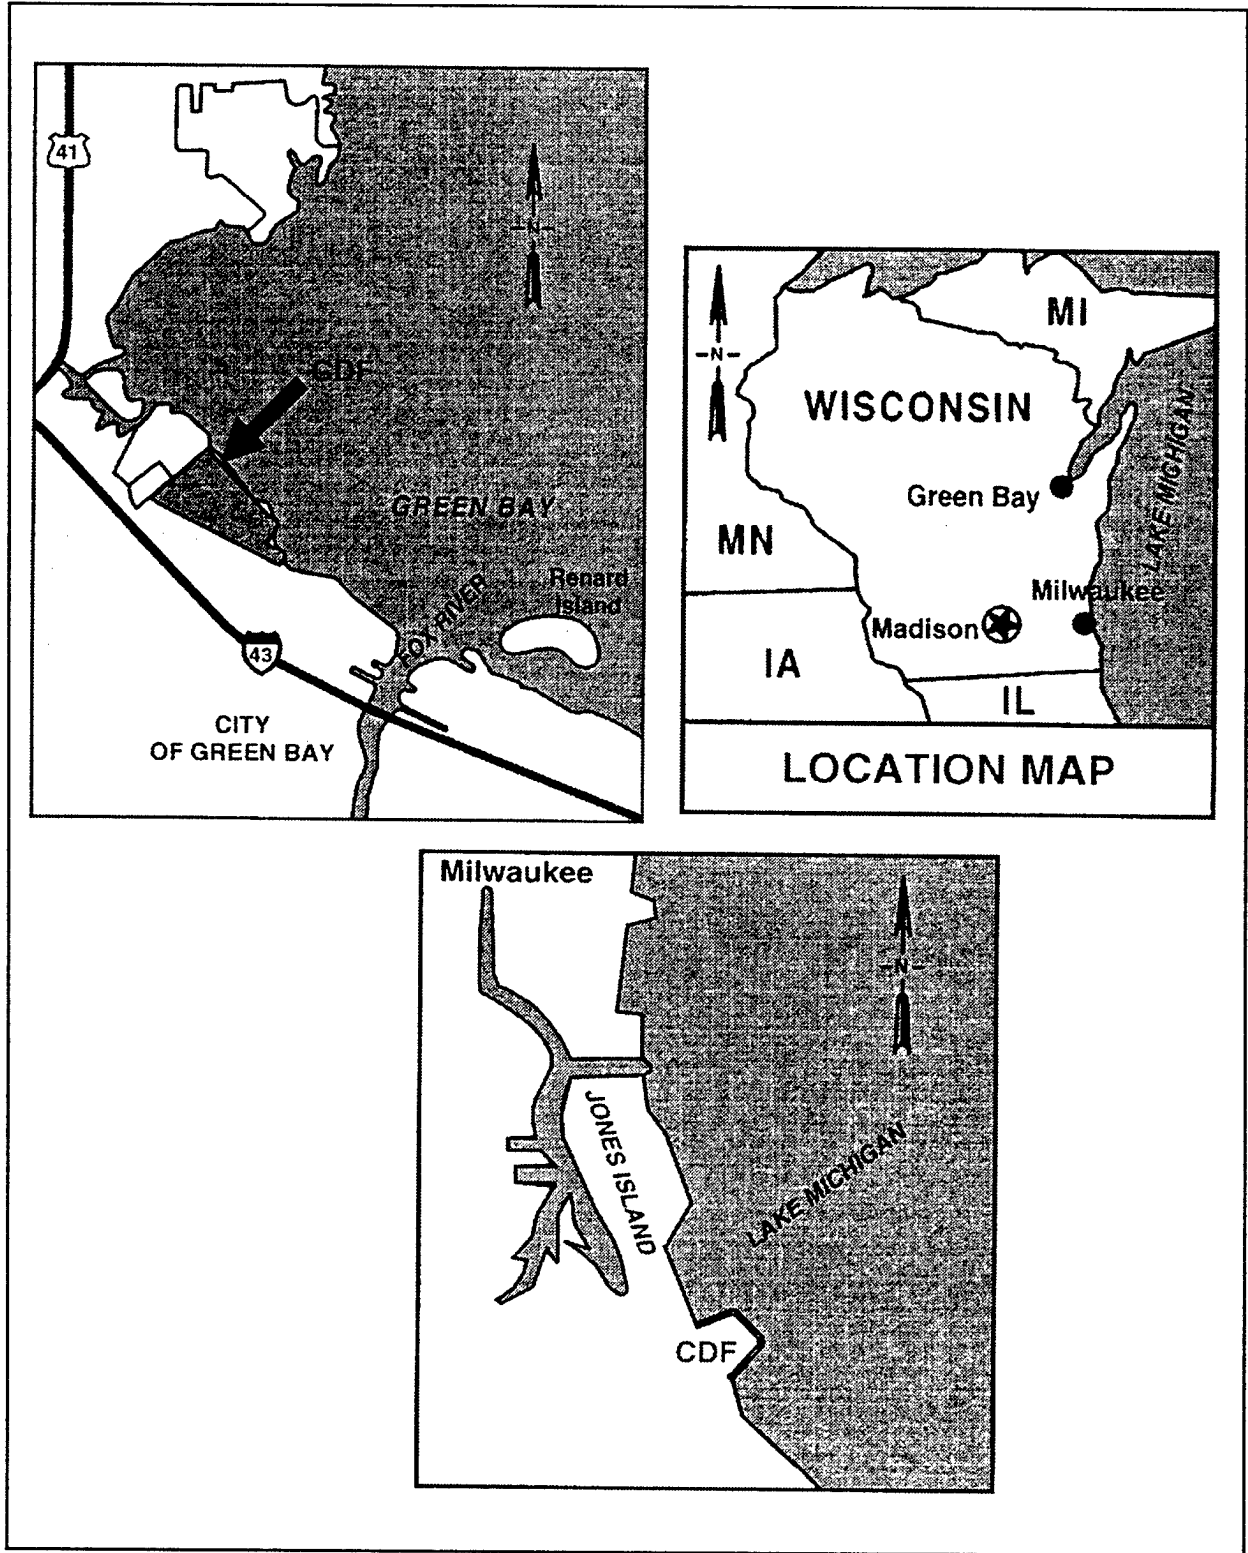 41
N
CDF
GREEN BAY
Renard
Island
FOX RIVER
43
CITY
OF GREEN BAY
N
MI
WISCONSIN
LAKE MICHIGAN
Green Bay
MN
Milwaukee
Madison
IA
IL
LOCATION MAP
Milwaukee
N
JONES ISLAND
LAKE MICHIGAN
CDF